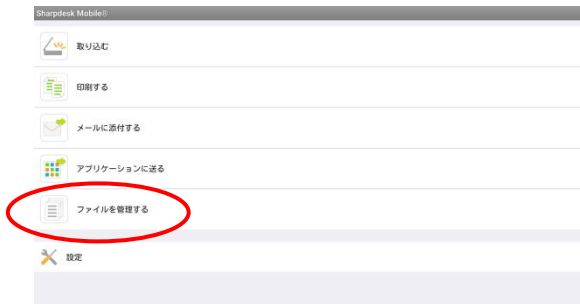 Sharpdesk Mobile®
取り込む
印刷する
メールに添付する
アプリケーションに送る
ファイルを管理する
設定